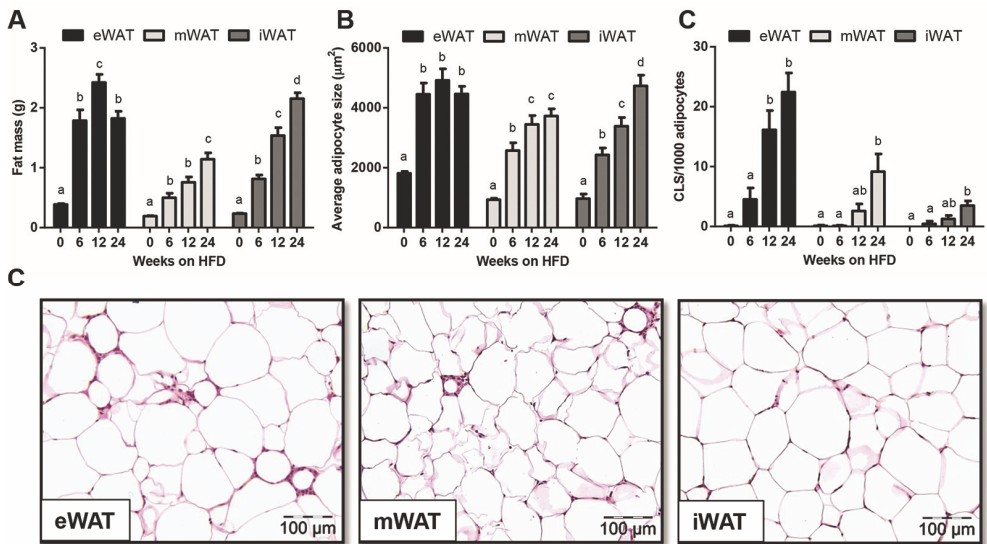 A
eWAT mWAT iWAT
Fat mass (g)
3
2
1
0
a b c b
a b b c
a b c d
0 6 12 24 0 6 12 24 0 6 12 24
Weeks on HFD
B
eWAT mWAT iWAT
Average adipocyte size (μm²)
6000
4000
2000
0
a b b b
a b c c
a b c d
0 6 12 24 0 6 12 24 0 6 12 24
Weeks on HFD
C
eWAT mWAT iWAT
CLS/1000 adipocytes
30
20
10
0
a a b b
a a ab b
a a ab b
0 6 12 24 0 6 12 24 0 6 12 24
Weeks on HFD
C
eWAT
100 μm
mWAT
100 μm
iWAT
100 μm